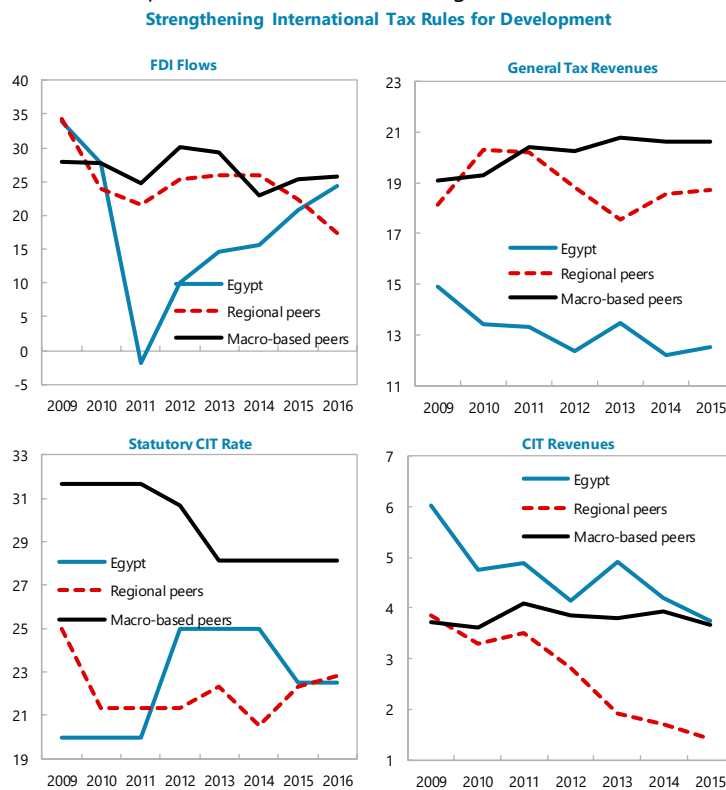 Strengthening International Tax Rules for Development
FDI Flows
40
35
30
25
20
15
10
5
0
-5
Egypt
Regional peers
Macro-based peers
2009 2010 2011 2012 2013 2014 2015 2016
General Tax Revenues
23
21
19
17
15
13
11
Egypt
Regional peers
Macro-based peers
2009 2010 2011 2012 2013 2014 2015
Statutory CIT Rate
33
31
29
27
25
23
21
19
Egypt
Regional peers
Macro-based peers
2009 2010 2011 2012 2013 2014 2015 2016
CIT Revenues
7
6
5
4
3
2
1
Egypt
Regional peers
Macro-based peers
2009 2010 2011 2012 2013 2014 2015